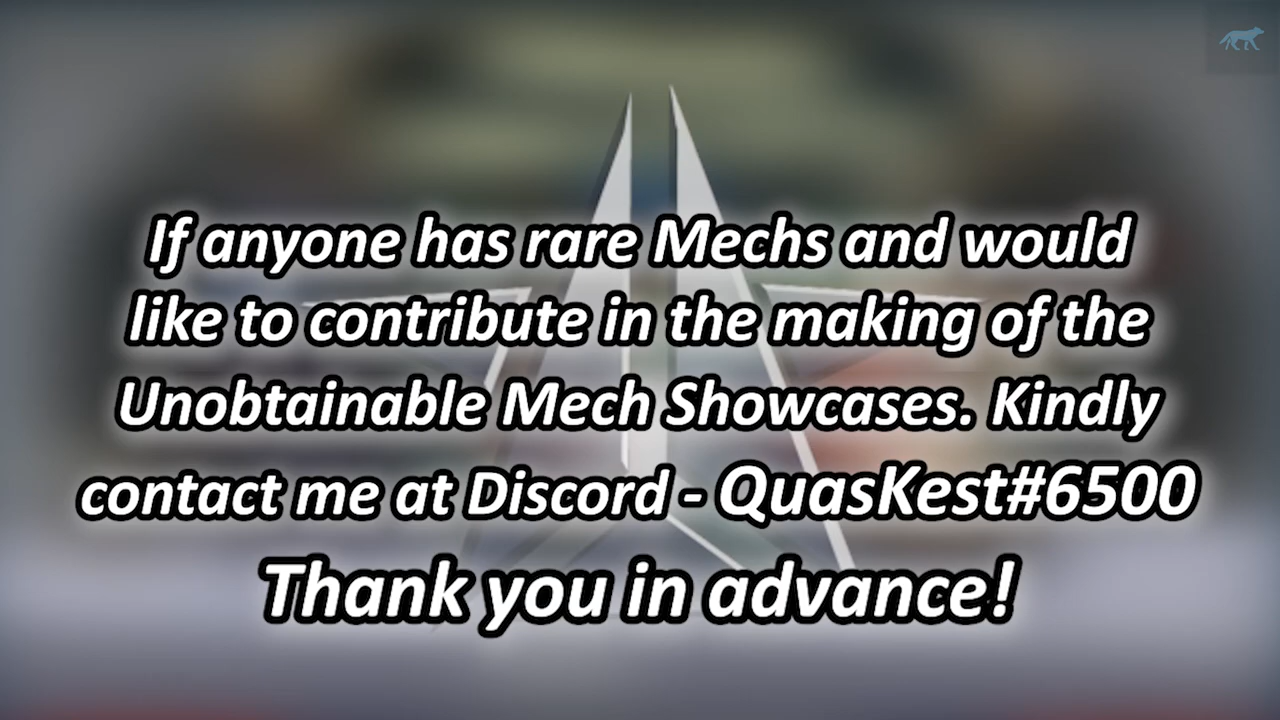 If anyone has rare Mechs and would
like to contribute in the making of the
Unobtainable Mech Showcases. Kindly
contact me at Discord - QuasKest#6500
Thank you in advance!